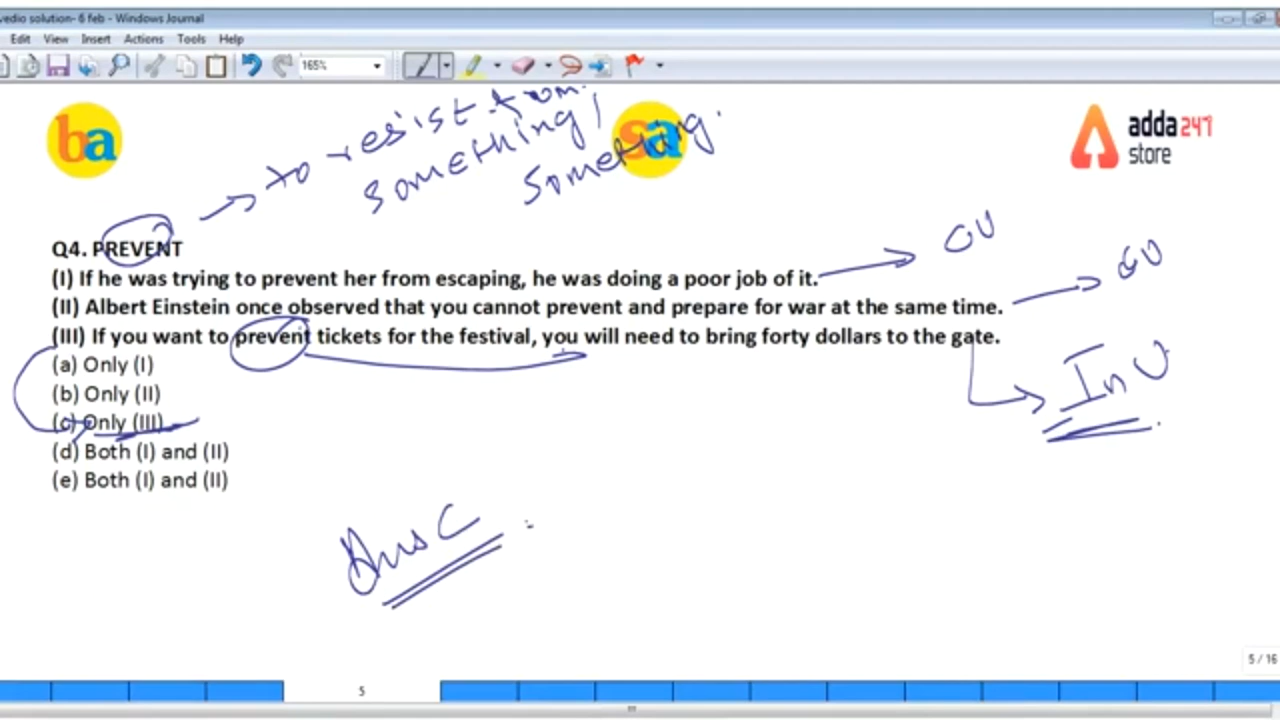 vedio solution- 6 feb - Windows Journal
Edit View Insert Actions Tools Help
165%
to resist from
something /
something.
ba
sa
adda 247
store
Q4. PREVENT
(I) If he was trying to prevent her from escaping, he was doing a poor job of it.
(II) Albert Einstein once observed that you cannot prevent and prepare for war at the same time.
(III) If you want to prevent tickets for the festival, you will need to bring forty dollars to the gate.
(a) Only (I)
(b) Only (II)
(c) Only (III)
(d) Both (I) and (II)
(e) Both (I) and (II)
In U
Ans C
5 / 16
5